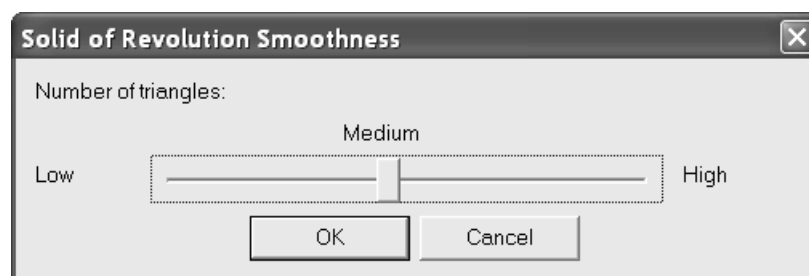 Solid of Revolution Smoothness
Number of triangles:
Medium
Low High
OK Cancel